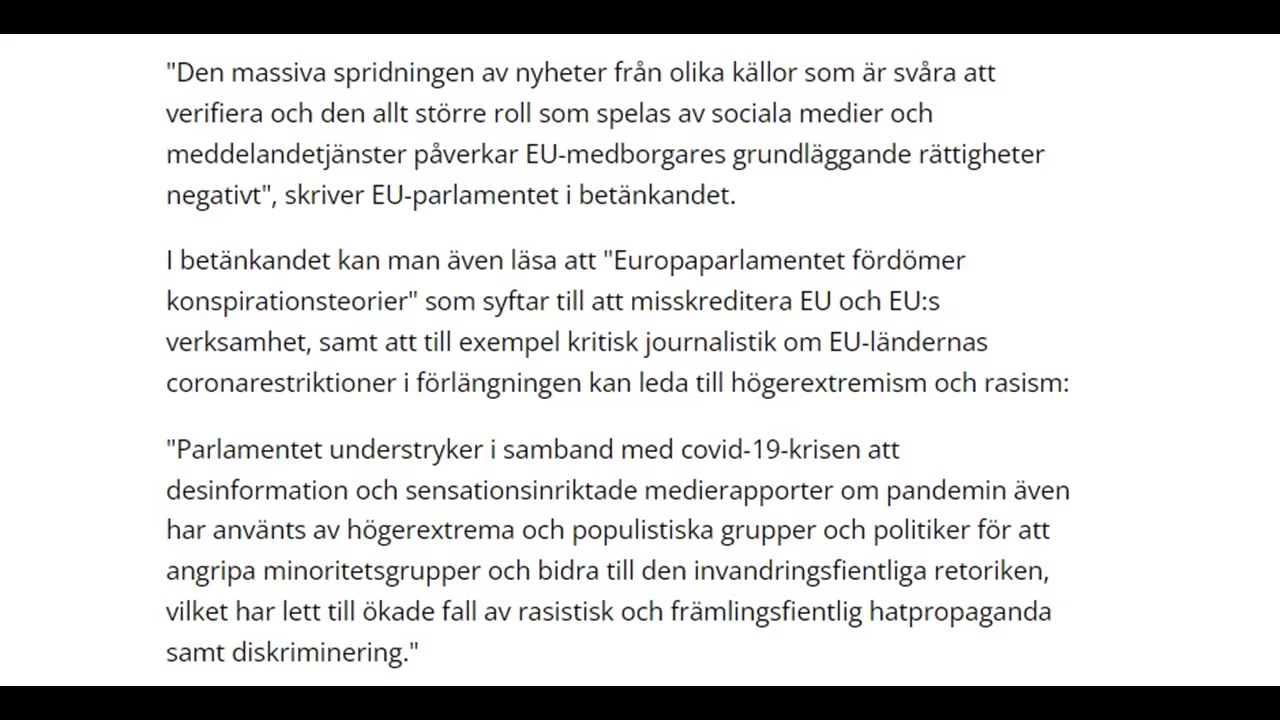 "Den massiva spridningen av nyheter från olika källor som är svåra att
verifiera och den allt större roll som spelas av sociala medier och
meddelandetjänster påverkar EU-medborgares grundläggande rättigheter
negativt", skriver EU-parlamentet i betänkandet.
I betänkandet kan man även läsa att "Europaparlamentet fördömer
konspirationsteorier" som syftar till att misskreditera EU och EU:s
verksamhet, samt att till exempel kritisk journalistik om EU-ländernas
coronarestriktioner i förlängningen kan leda till högerextremism och rasism:
"Parlamentet understryker i samband med covid-19-krisen att
desinformation och sensationsinriktade medierapporter om pandemin även
har använts av högerextrema och populistiska grupper och politiker för att
angripa minoritetsgrupper och bidra till den invandringsfientliga retoriken,
vilket har lett till ökade fall av rasistisk och främlingsfientlig hatpropaganda
samt diskriminering."